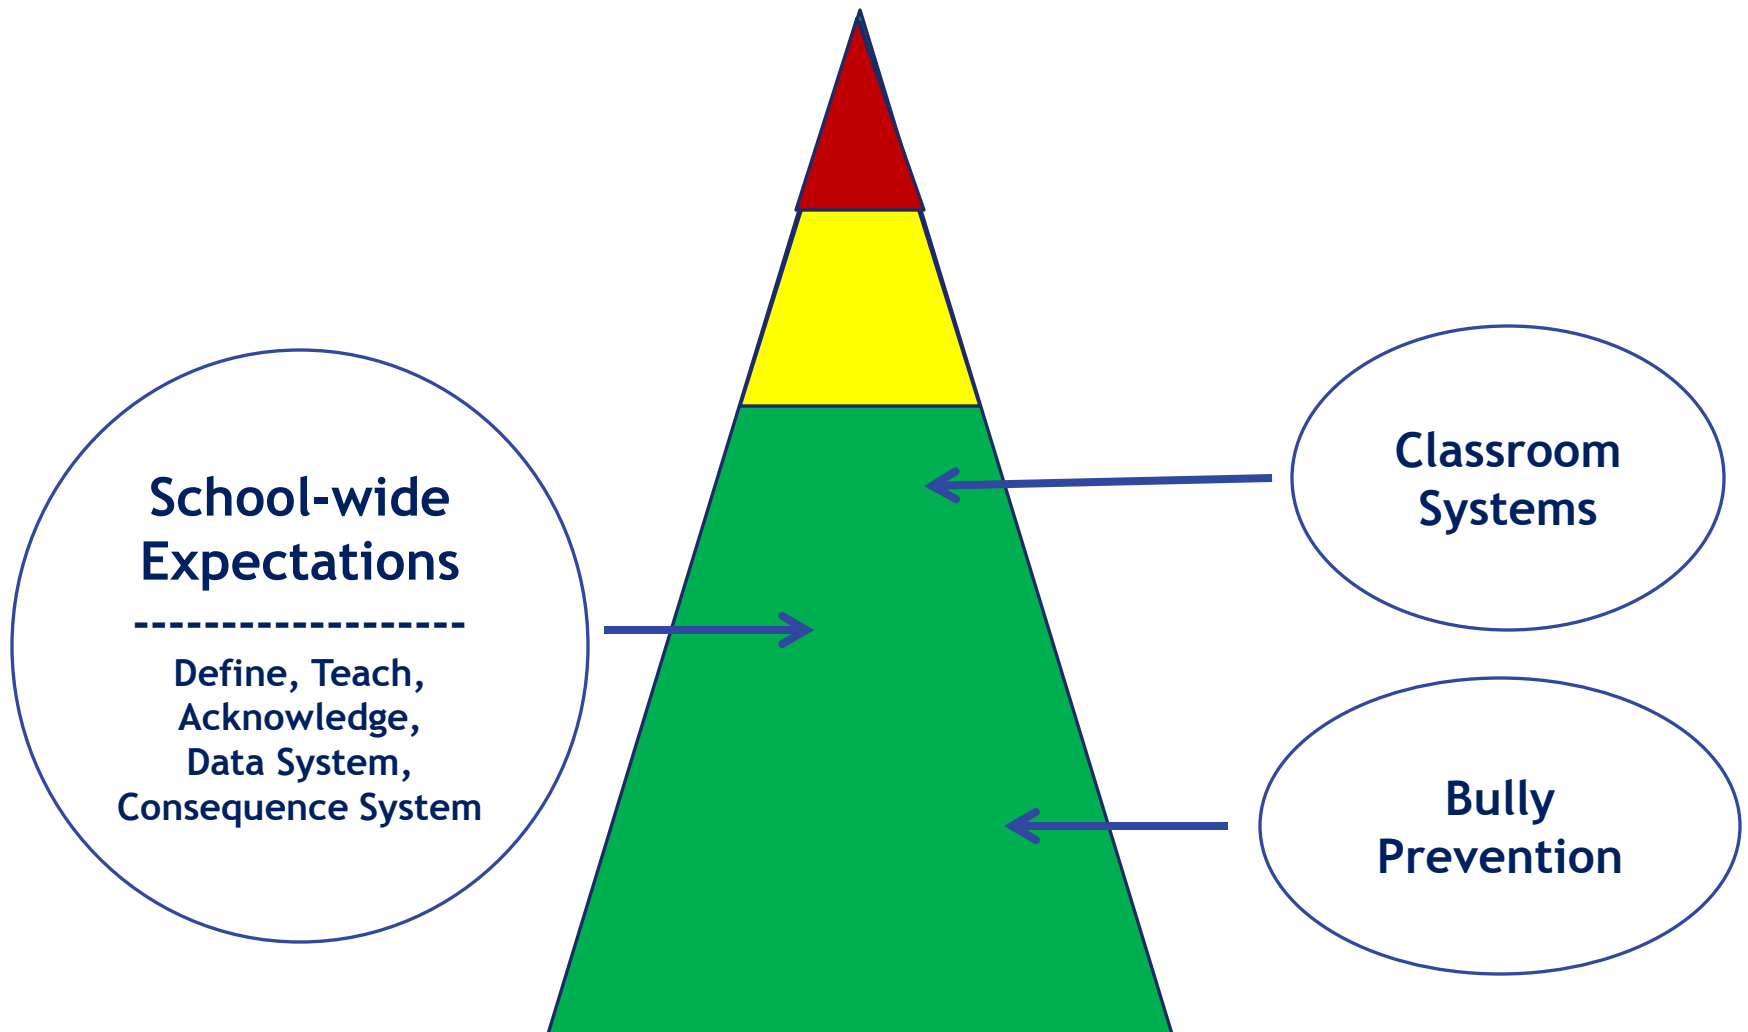 School-wide
Expectations
-------------------
Define, Teach,
Acknowledge,
Data System,
Consequence System
Classroom
Systems
Bully
Prevention